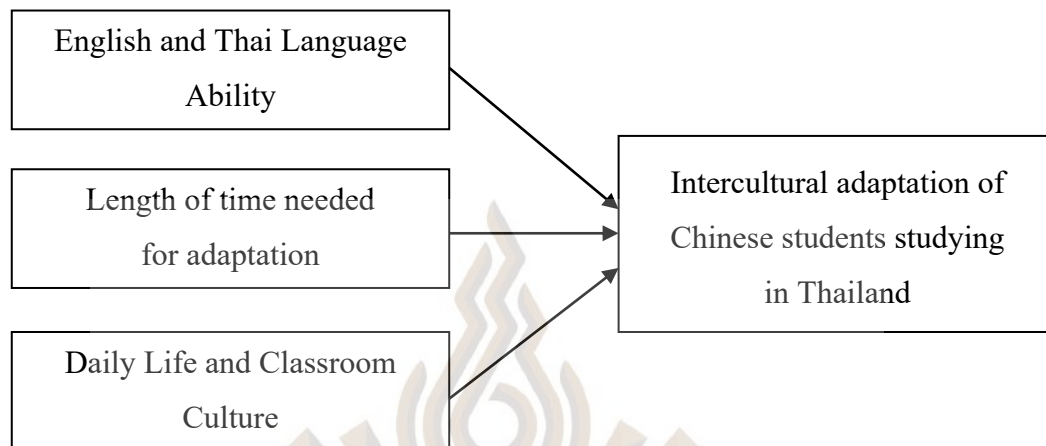 English and Thai Language
Ability
Length of time needed
for adaptation
Daily Life and Classroom
Culture
Intercultural adaptation of
Chinese students studying
in Thailand